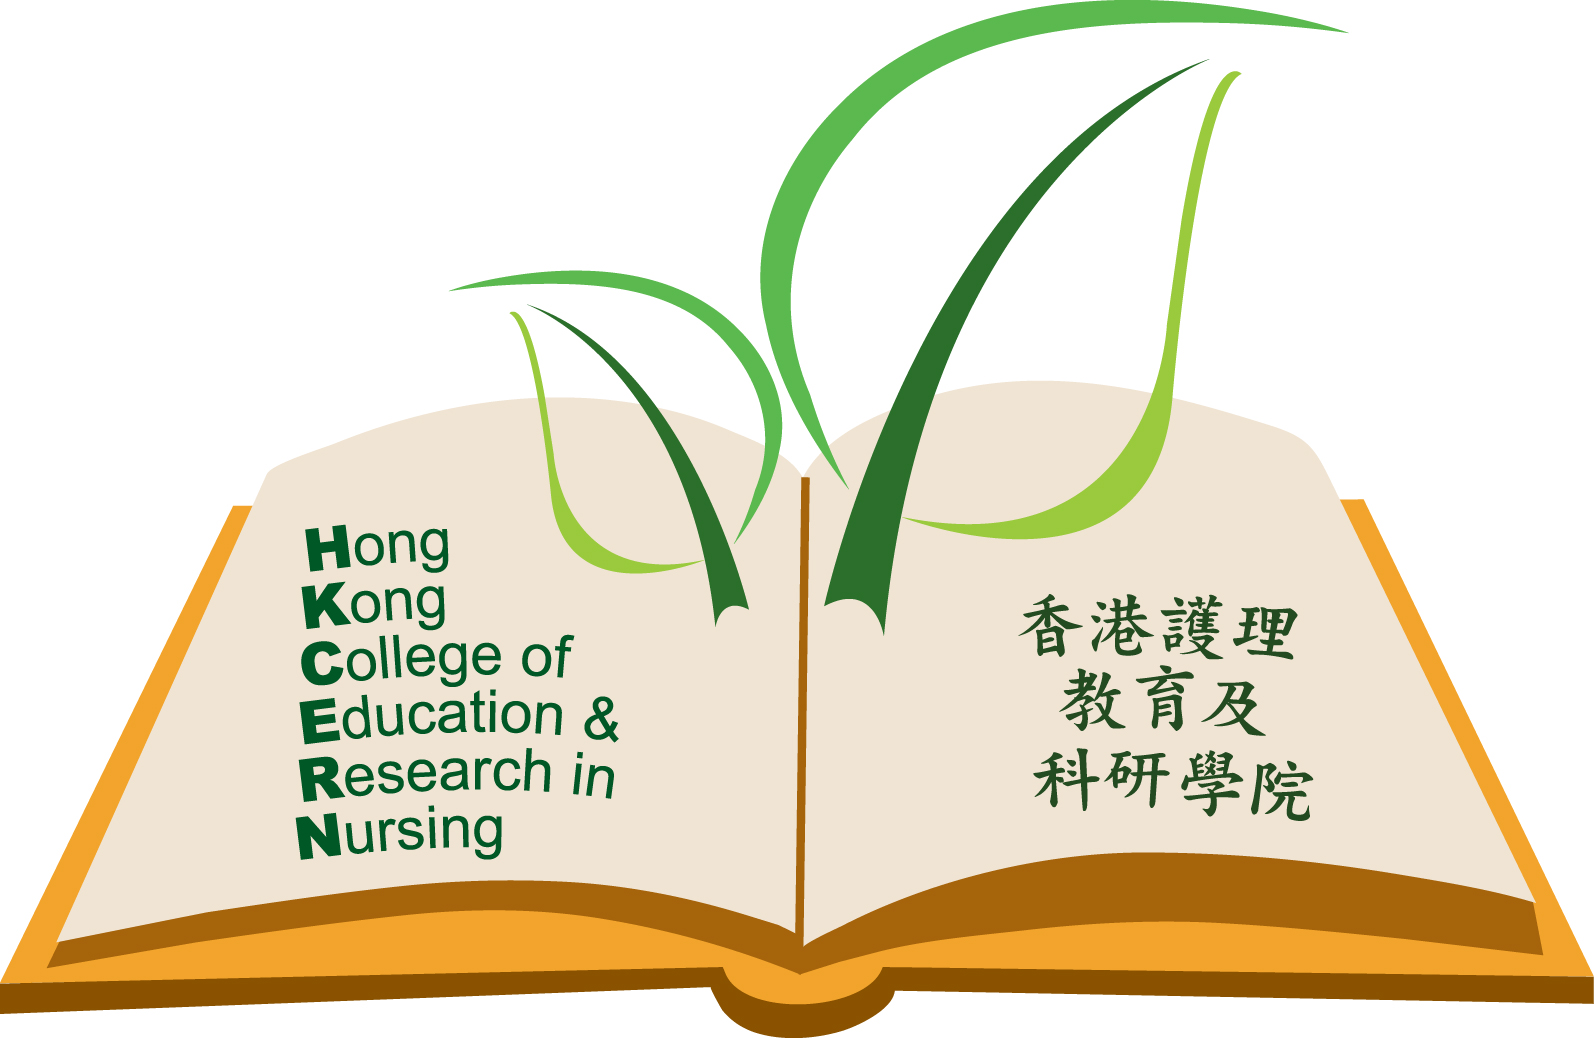 Hong
Kong
College of
Education &
Research in
Nursing
香港護理
教育及
科研學院